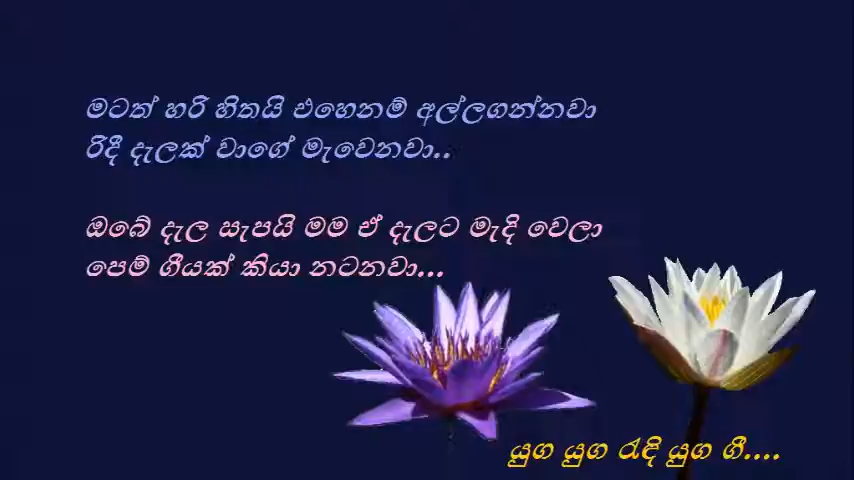 මටත් හරි හිතයි එහෙනම් අල්ලගන්නවා
රිදී දැලක් වාගේ මැවෙනවා..
ඔබේ දැල සැපයි මම ඒ දැලට මැදි වෙලා
පෙම් ගීයක් කියා නටනවා...
යුග යුග රැඳි යුග ගී....